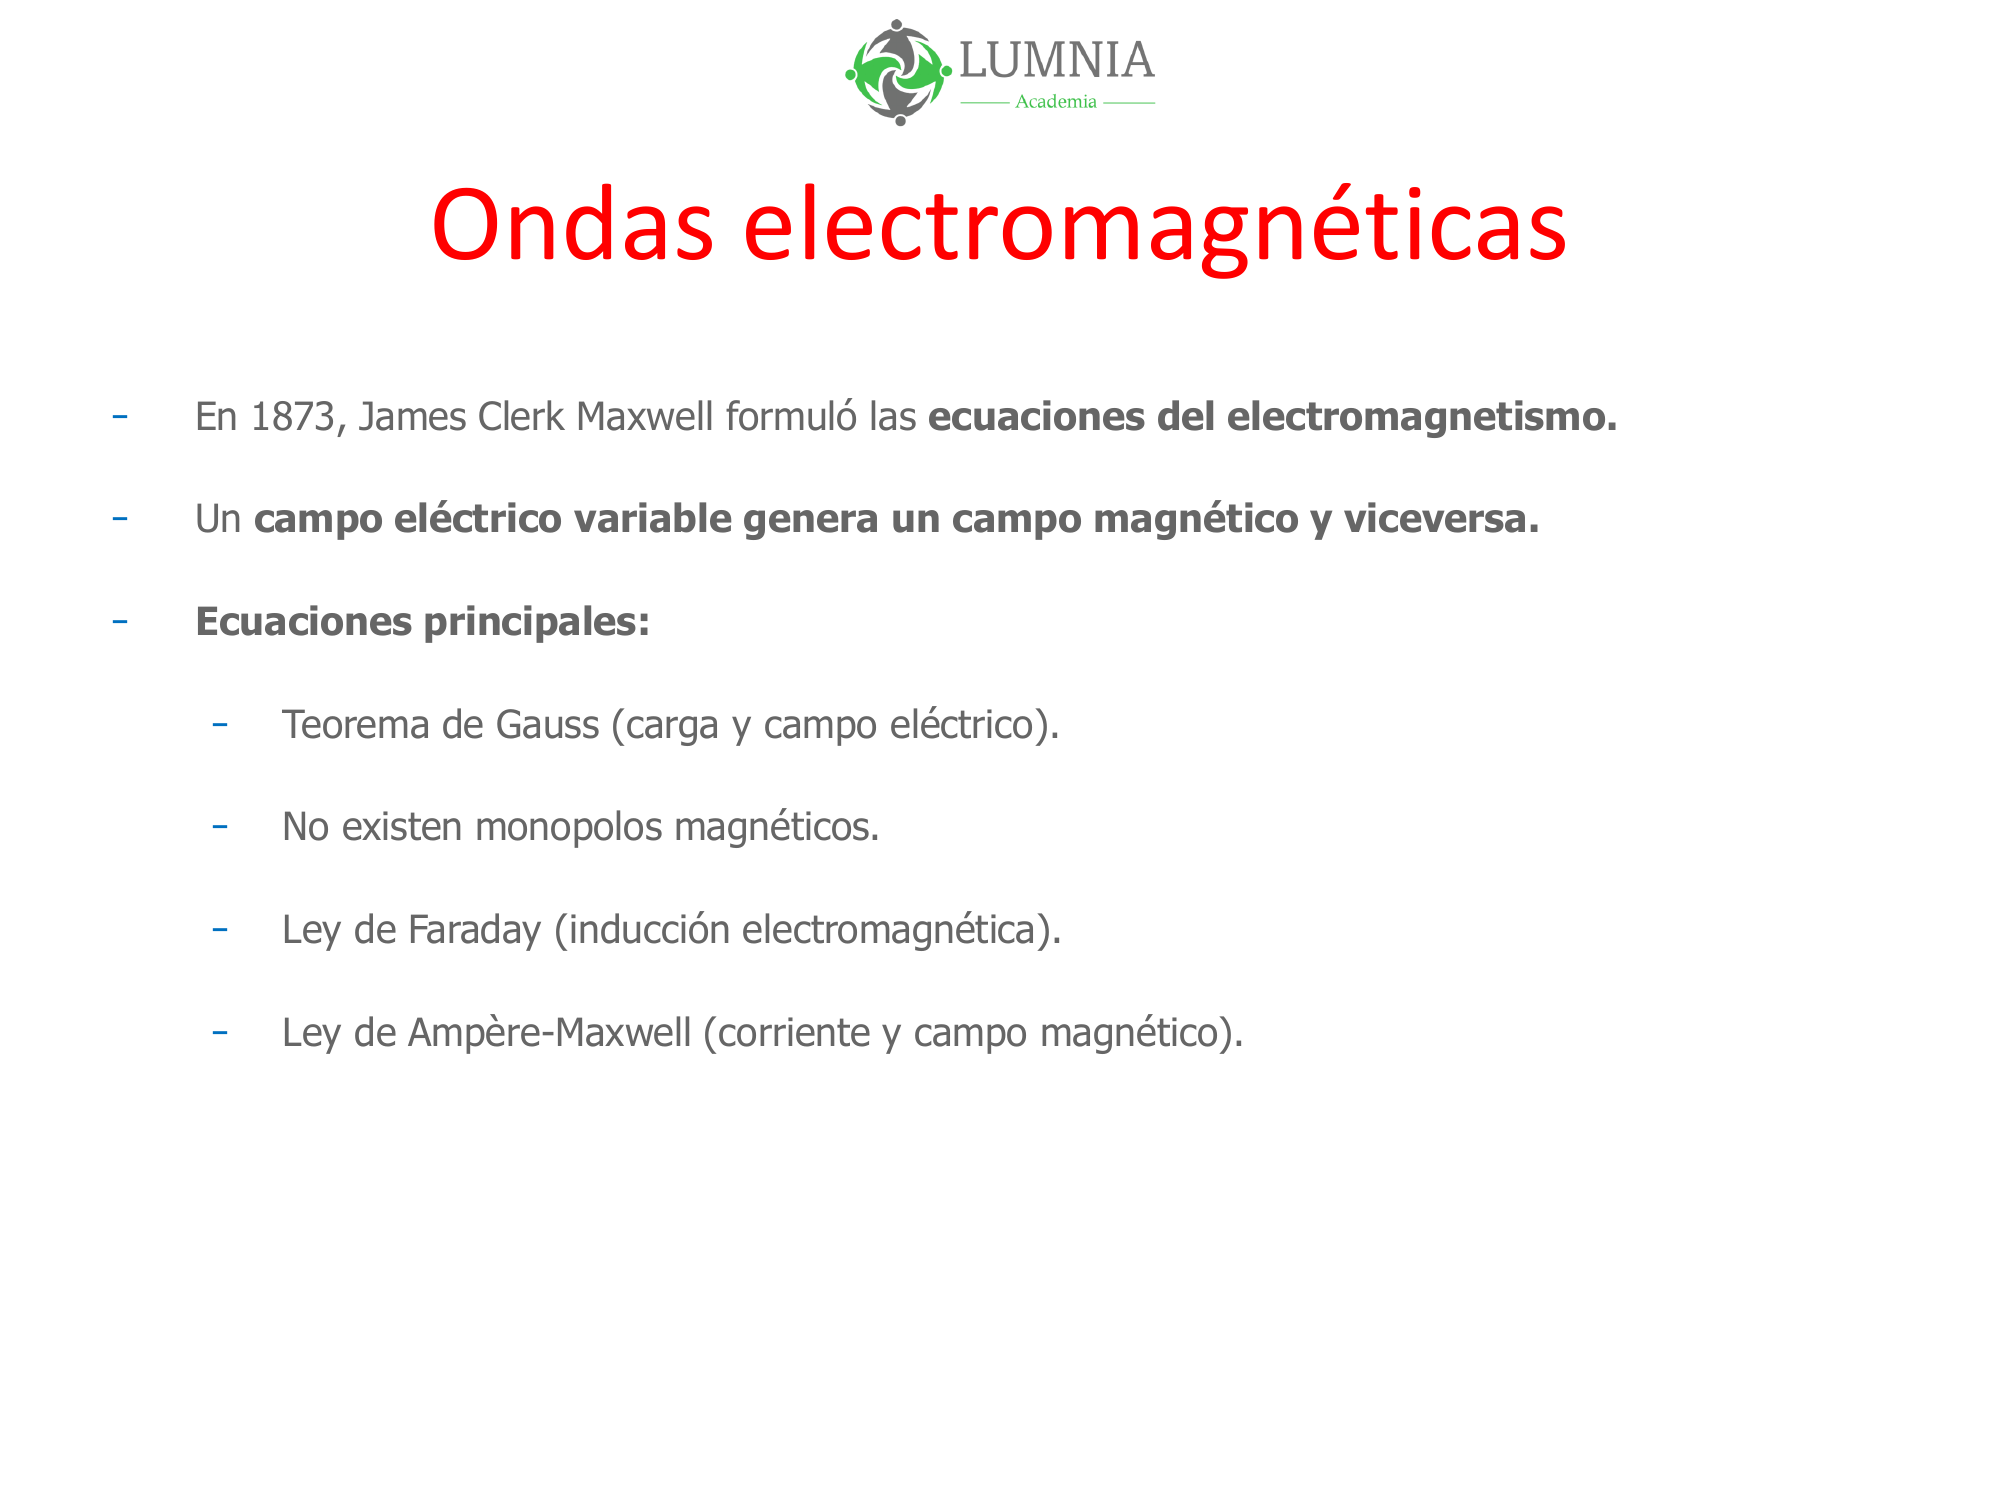 LUMNIA
Academia
Ondas electromagnéticas
- En 1873, James Clerk Maxwell formuló las ecuaciones del electromagnetismo.
- Un campo eléctrico variable genera un campo magnético y viceversa.
- Ecuaciones principales:
- Teorema de Gauss (carga y campo eléctrico).
- No existen monopolos magnéticos.
- Ley de Faraday (inducción electromagnética).
- Ley de Ampère-Maxwell (corriente y campo magnético).